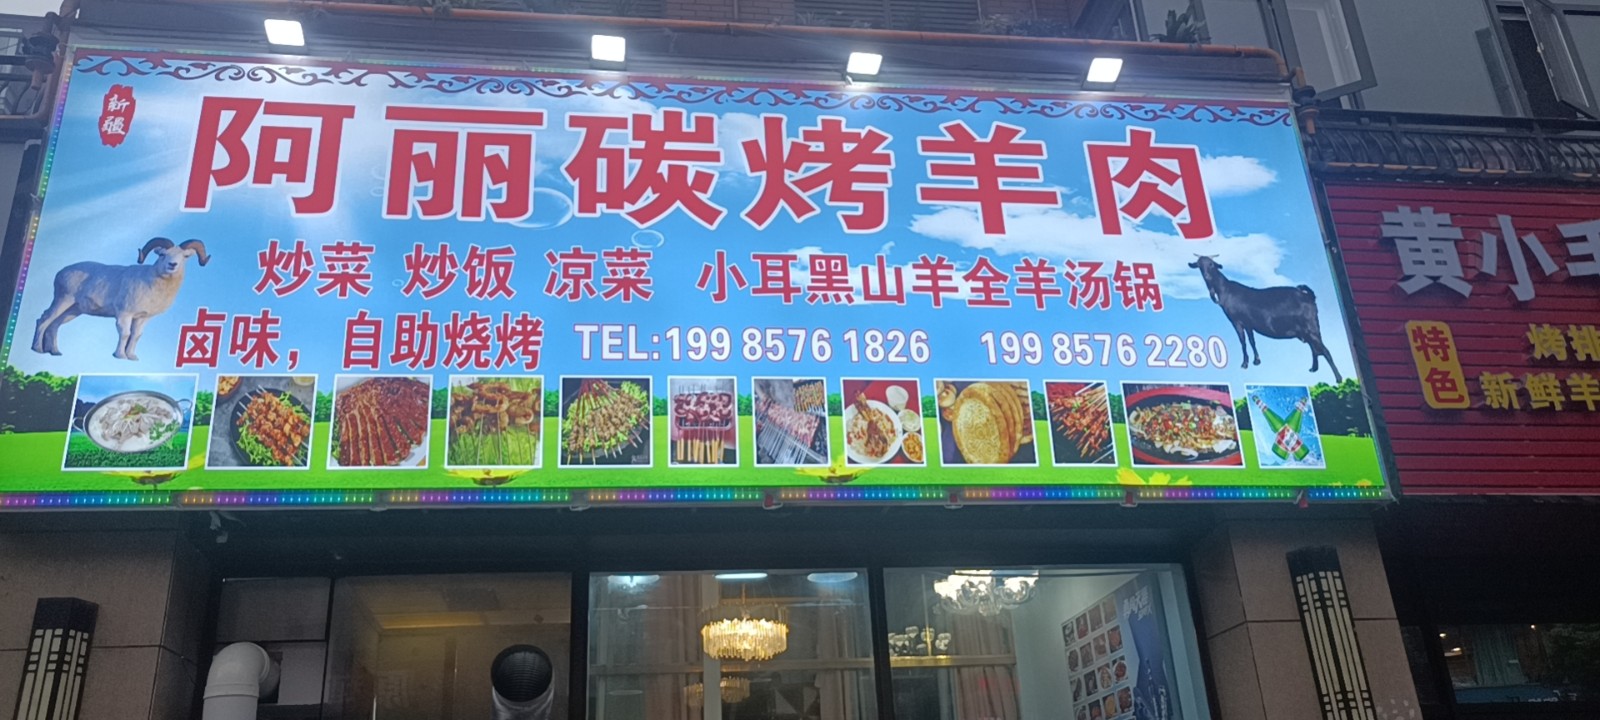 新疆
阿丽碳烤羊肉
炒菜 炒饭 凉菜 小耳黑山羊全羊汤锅
卤味，自助烧烤 TEL:199 8576 1826 199 8576 2280
黄小
特色
烤排
新鲜羊